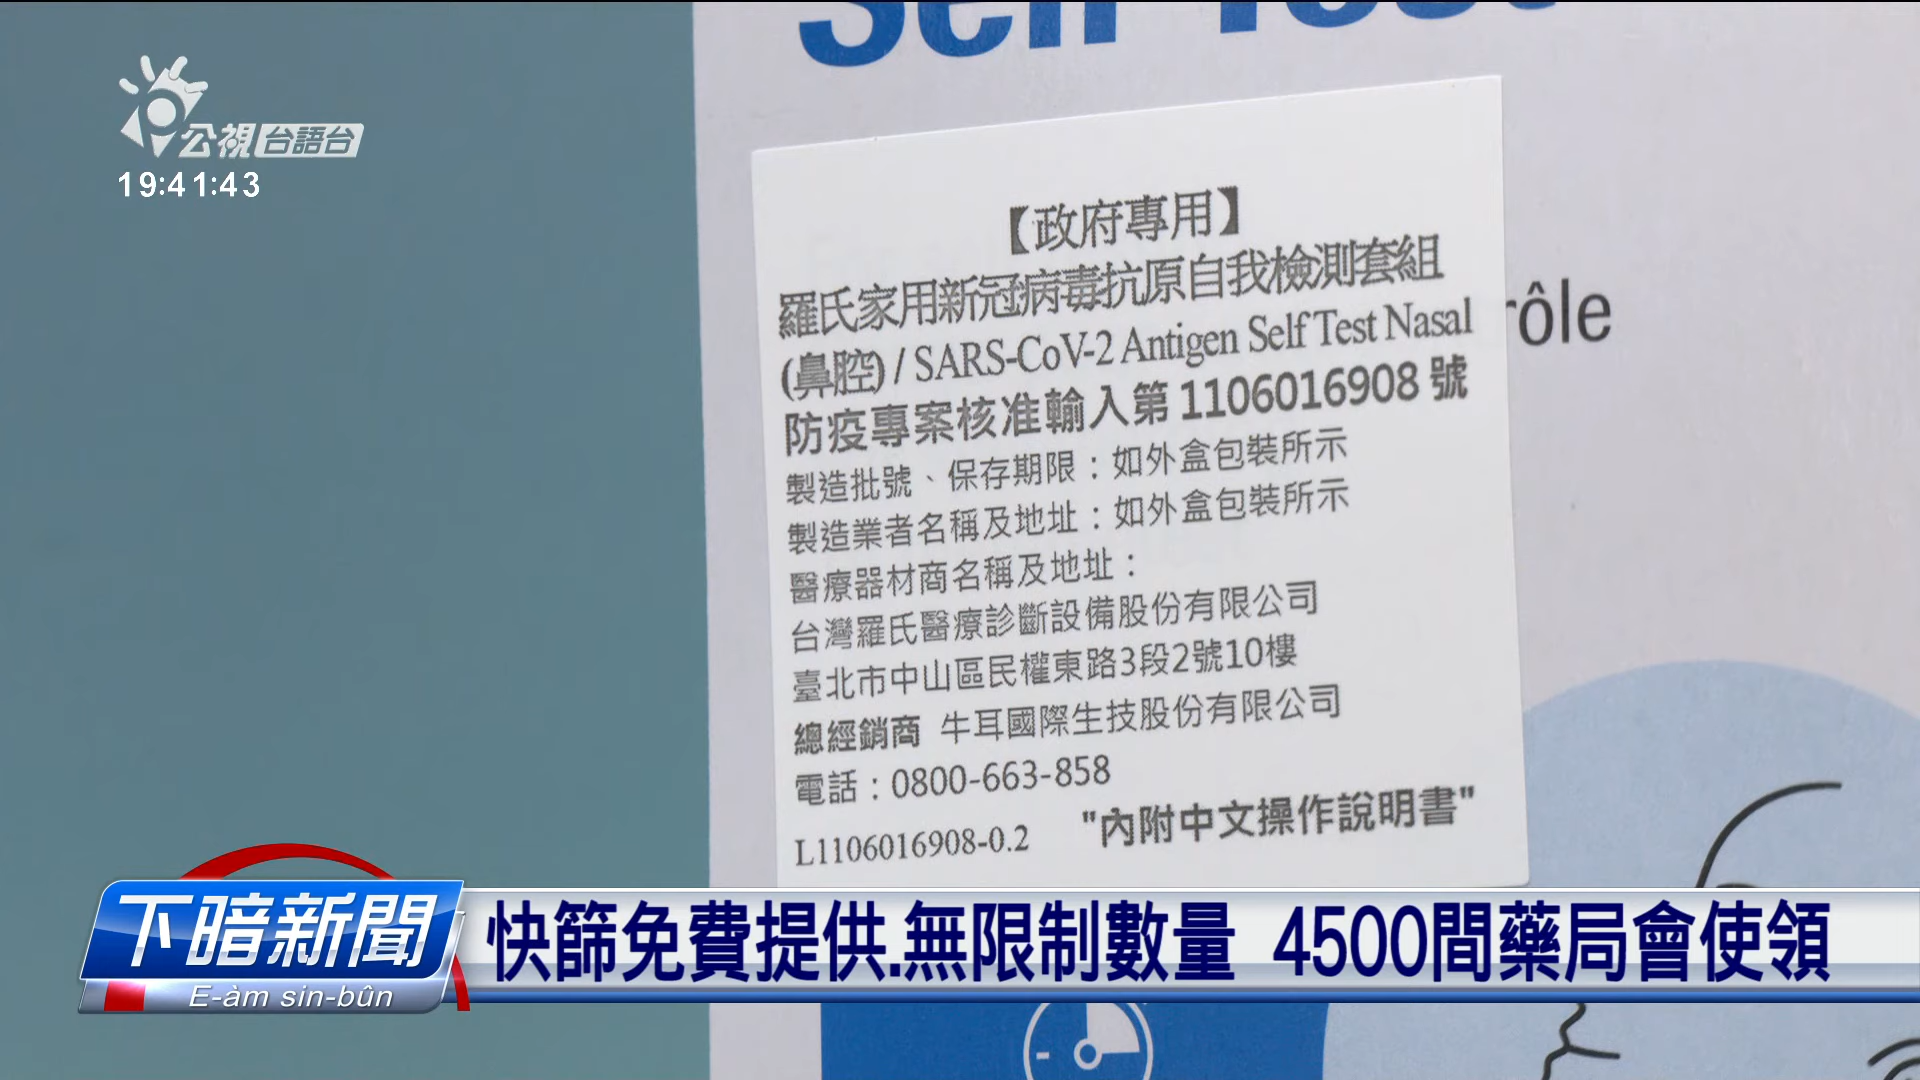 Self Test
公視台語台
19:41:43
【政府專用】
羅氏家用新冠病毒抗原自我檢測套組
(鼻腔) / SARS-CoV-2 Antigen Self Test Nasal
rôle
防疫專案核准輸入第 1106016908 號
製造批號、保存期限：如外盒包裝所示
製造業者名稱及地址：如外盒包裝所示
醫療器材商名稱及地址：
台灣羅氏醫療診斷設備股份有限公司
臺北市中山區民權東路3段2號10樓
總經銷商 牛耳國際生技股份有限公司
電話：0800-663-858
L1106016908-0.2 "內附中文操作說明書"
下暗新聞
E-àm sin-bûn
快篩免費提供.無限制數量 4500間藥局會使領